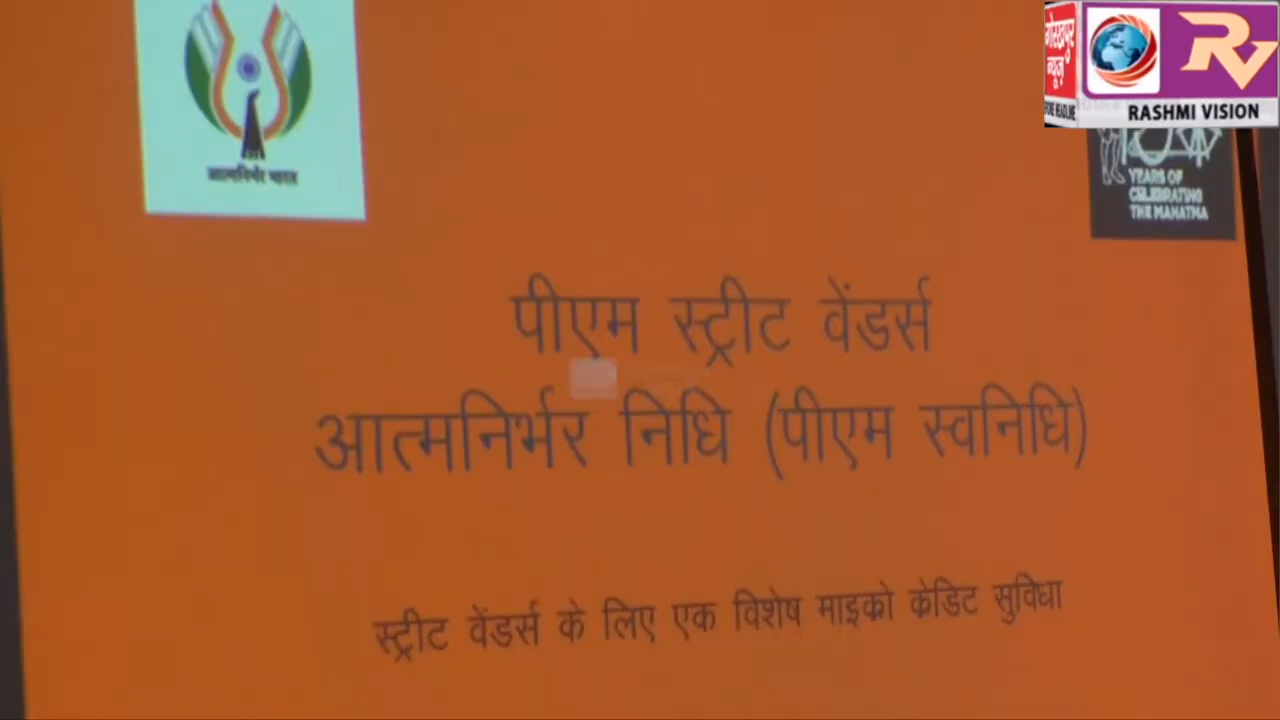 गोरखपुर
न्यूज़
RASHMI VISION
आत्मनिर्भर भारत
YEARS OF
CELEBRATING
THE MAHATMA
पीएम स्ट्रीट वेंडर्स
आत्मनिर्भर निधि (पीएम स्वनिधि)
स्ट्रीट वेंडर्स के लिए एक विशेष माइक्रो क्रेडिट सुविधा